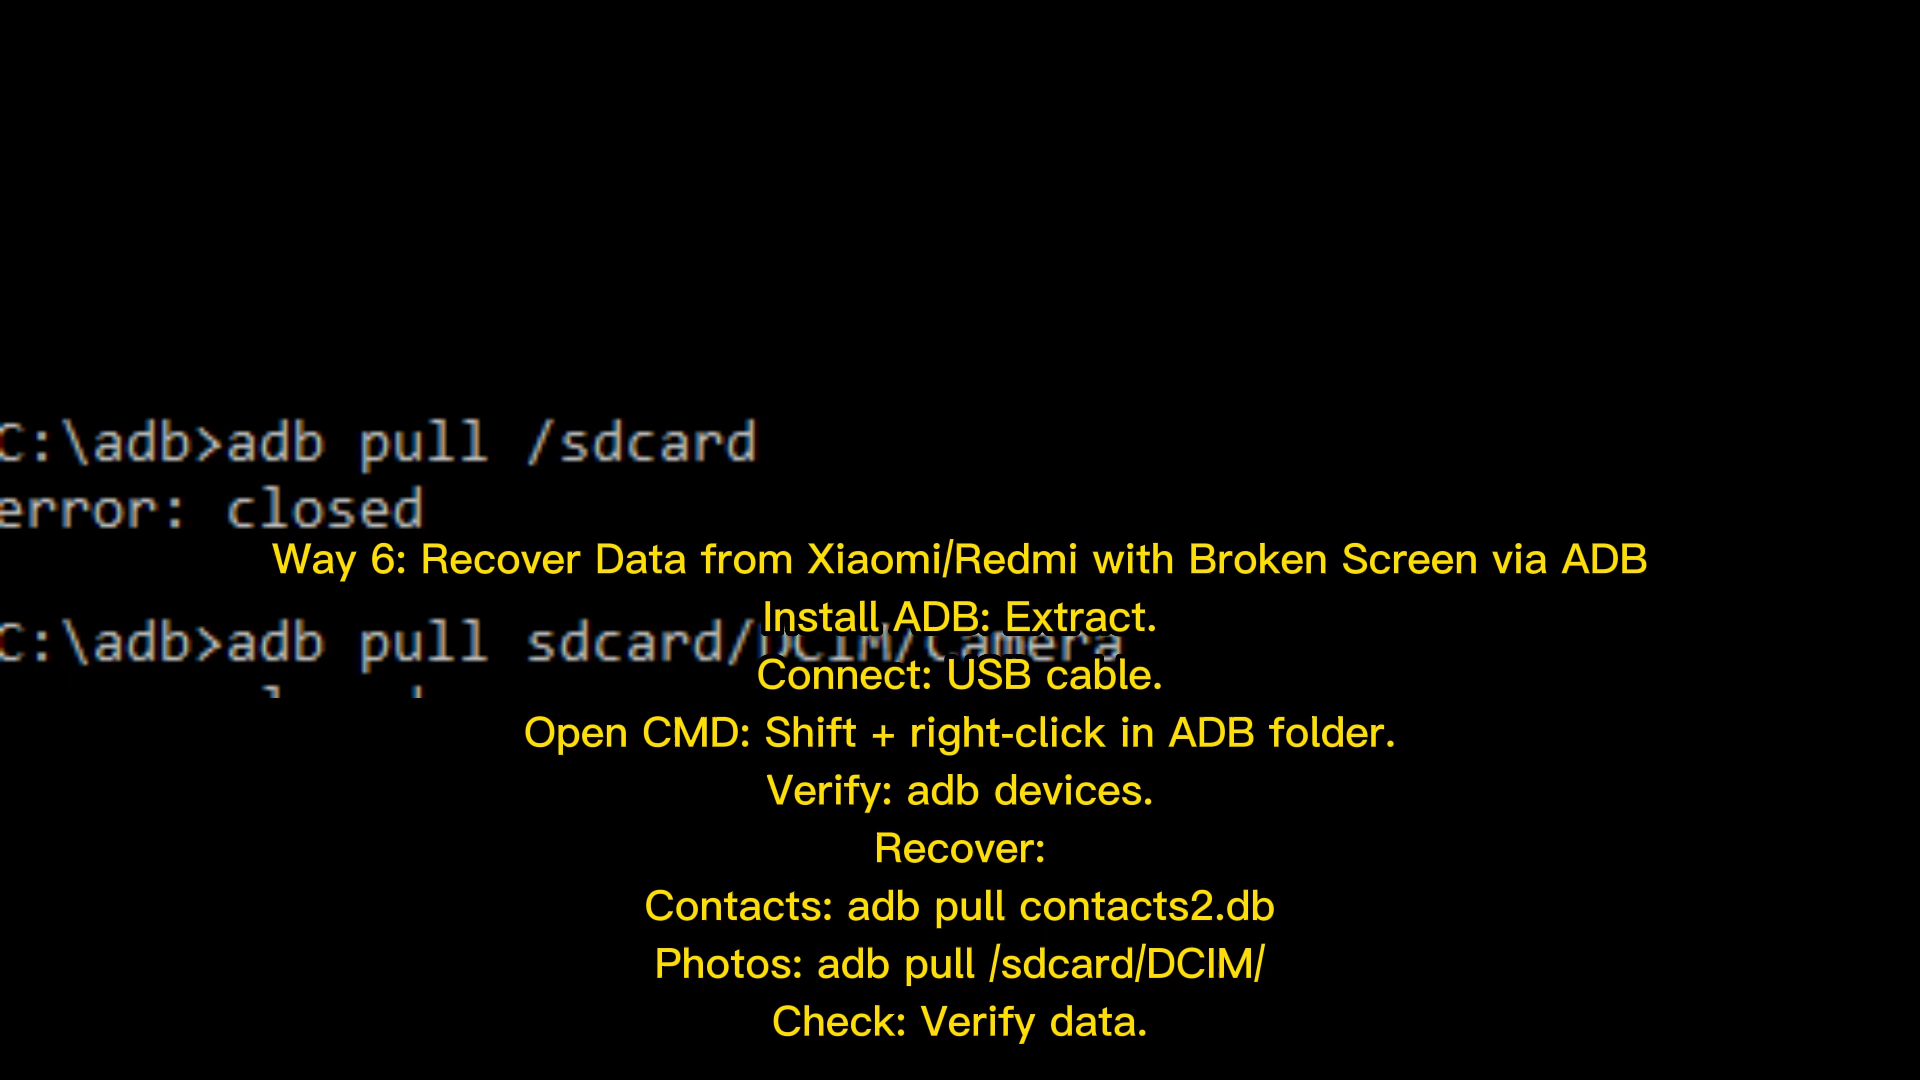 C:\adb>adb pull /sdcard
error: closed
Way 6: Recover Data from Xiaomi/Redmi with Broken Screen via ADB
Install ADB: Extract.
C:\adb>adb pull sdcard/DCIM/Camera
Connect: USB cable.
Open CMD: Shift + right-click in ADB folder.
Verify: adb devices.
Recover:
Contacts: adb pull contacts2.db
Photos: adb pull /sdcard/DCIM/
Check: Verify data.